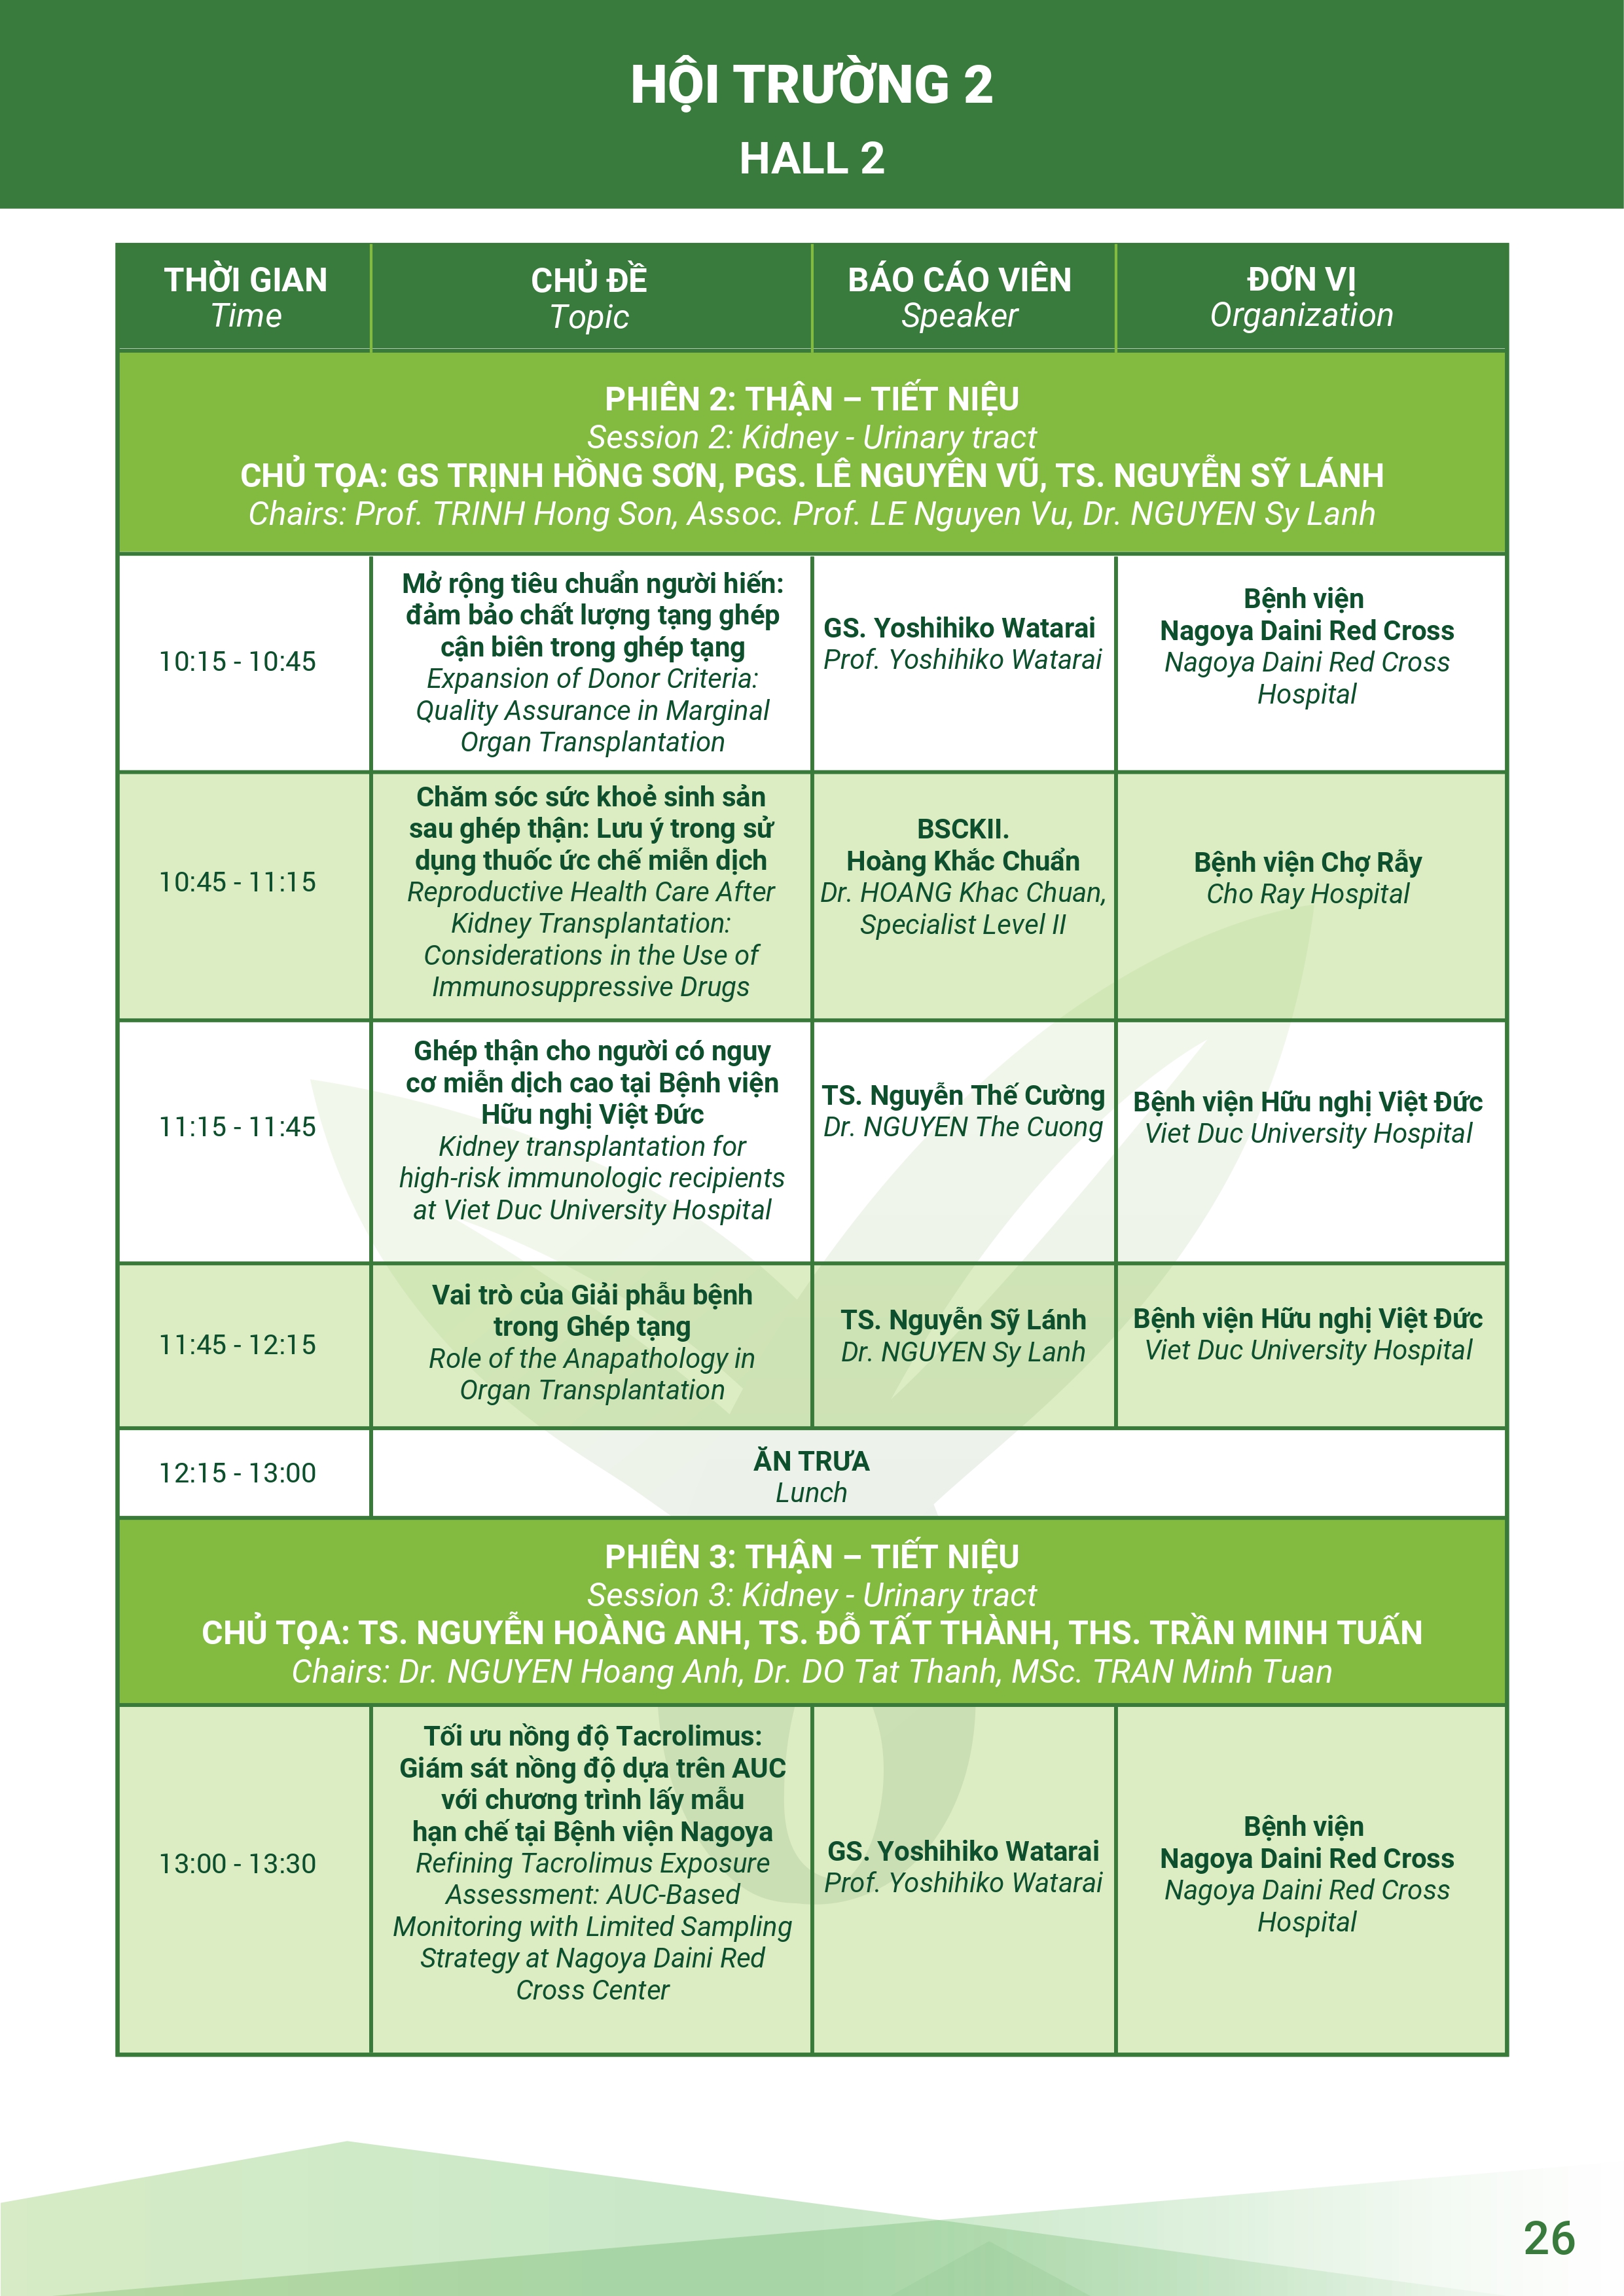 HỘI TRƯỜNG 2
HALL 2
THỜI GIAN
Time
CHỦ ĐỀ
Topic
BÁO CÁO VIÊN
Speaker
ĐƠN VỊ
Organization
PHIÊN 2: THẬN – TIẾT NIỆU
Session 2: Kidney - Urinary tract
CHỦ TỌA: GS TRỊNH HỒNG SƠN, PGS. LÊ NGUYÊN VŨ, TS. NGUYỄN SỸ LÁNH
Chairs: Prof. TRINH Hong Son, Assoc. Prof. LE Nguyen Vu, Dr. NGUYEN Sy Lanh
10:15 - 10:45
Mở rộng tiêu chuẩn người hiến:
đảm bảo chất lượng tạng ghép
cận biên trong ghép tạng
Expansion of Donor Criteria:
Quality Assurance in Marginal
Organ Transplantation
GS. Yoshihiko Watarai
Prof. Yoshihiko Watarai
Bệnh viện
Nagoya Daini Red Cross
Nagoya Daini Red Cross
Hospital
10:45 - 11:15
Chăm sóc sức khoẻ sinh sản
sau ghép thận: Lưu ý trong sử
dụng thuốc ức chế miễn dịch
Reproductive Health Care After
Kidney Transplantation:
Considerations in the Use of
Immunosuppressive Drugs
BSCKII.
Hoàng Khắc Chuẩn
Dr. HOANG Khac Chuan,
Specialist Level II
Bệnh viện Chợ Rẫy
Cho Ray Hospital
11:15 - 11:45
Ghép thận cho người có nguy
cơ miễn dịch cao tại Bệnh viện
Hữu nghị Việt Đức
Kidney transplantation for
high-risk immunologic recipients
at Viet Duc University Hospital
TS. Nguyễn Thế Cường
Dr. NGUYEN The Cuong
Bệnh viện Hữu nghị Việt Đức
Viet Duc University Hospital
11:45 - 12:15
Vai trò của Giải phẫu bệnh
trong Ghép tạng
Role of the Anapathology in
Organ Transplantation
TS. Nguyễn Sỹ Lánh
Dr. NGUYEN Sy Lanh
Bệnh viện Hữu nghị Việt Đức
Viet Duc University Hospital
12:15 - 13:00
ĂN TRƯA
Lunch
PHIÊN 3: THẬN – TIẾT NIỆU
Session 3: Kidney - Urinary tract
CHỦ TỌA: TS. NGUYỄN HOÀNG ANH, TS. ĐỖ TẤT THÀNH, THS. TRẦN MINH TUẤN
Chairs: Dr. NGUYEN Hoang Anh, Dr. DO Tat Thanh, MSc. TRAN Minh Tuan
13:00 - 13:30
Tối ưu nồng độ Tacrolimus:
Giám sát nồng độ dựa trên AUC
với chương trình lấy mẫu
hạn chế tại Bệnh viện Nagoya
Refining Tacrolimus Exposure
Assessment: AUC-Based
Monitoring with Limited Sampling
Strategy at Nagoya Daini Red
Cross Center
GS. Yoshihiko Watarai
Prof. Yoshihiko Watarai
Bệnh viện
Nagoya Daini Red Cross
Nagoya Daini Red Cross
Hospital
26